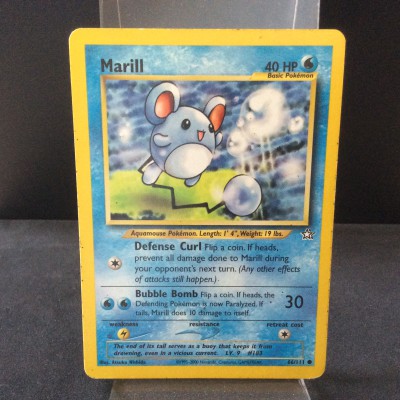 Marill
40 HP
Basic Pokémon
Aquamouse Pokémon. Length: 1' 4", Weight: 19 lbs.
Defense Curl Flip a coin. If heads,
prevent all damage done to Marill during
your opponent's next turn. (Any other effects
of attacks still happen.)
Bubble Bomb Flip a coin. If heads, the
Defending Pokémon is now Paralyzed. If
tails, Marill does 10 damage to itself.
30
weakness
resistance
retreat cost
The end of its tail serves as a buoy that keeps it from
drowning, even in a vicious current. LV. 9 #183
66/111